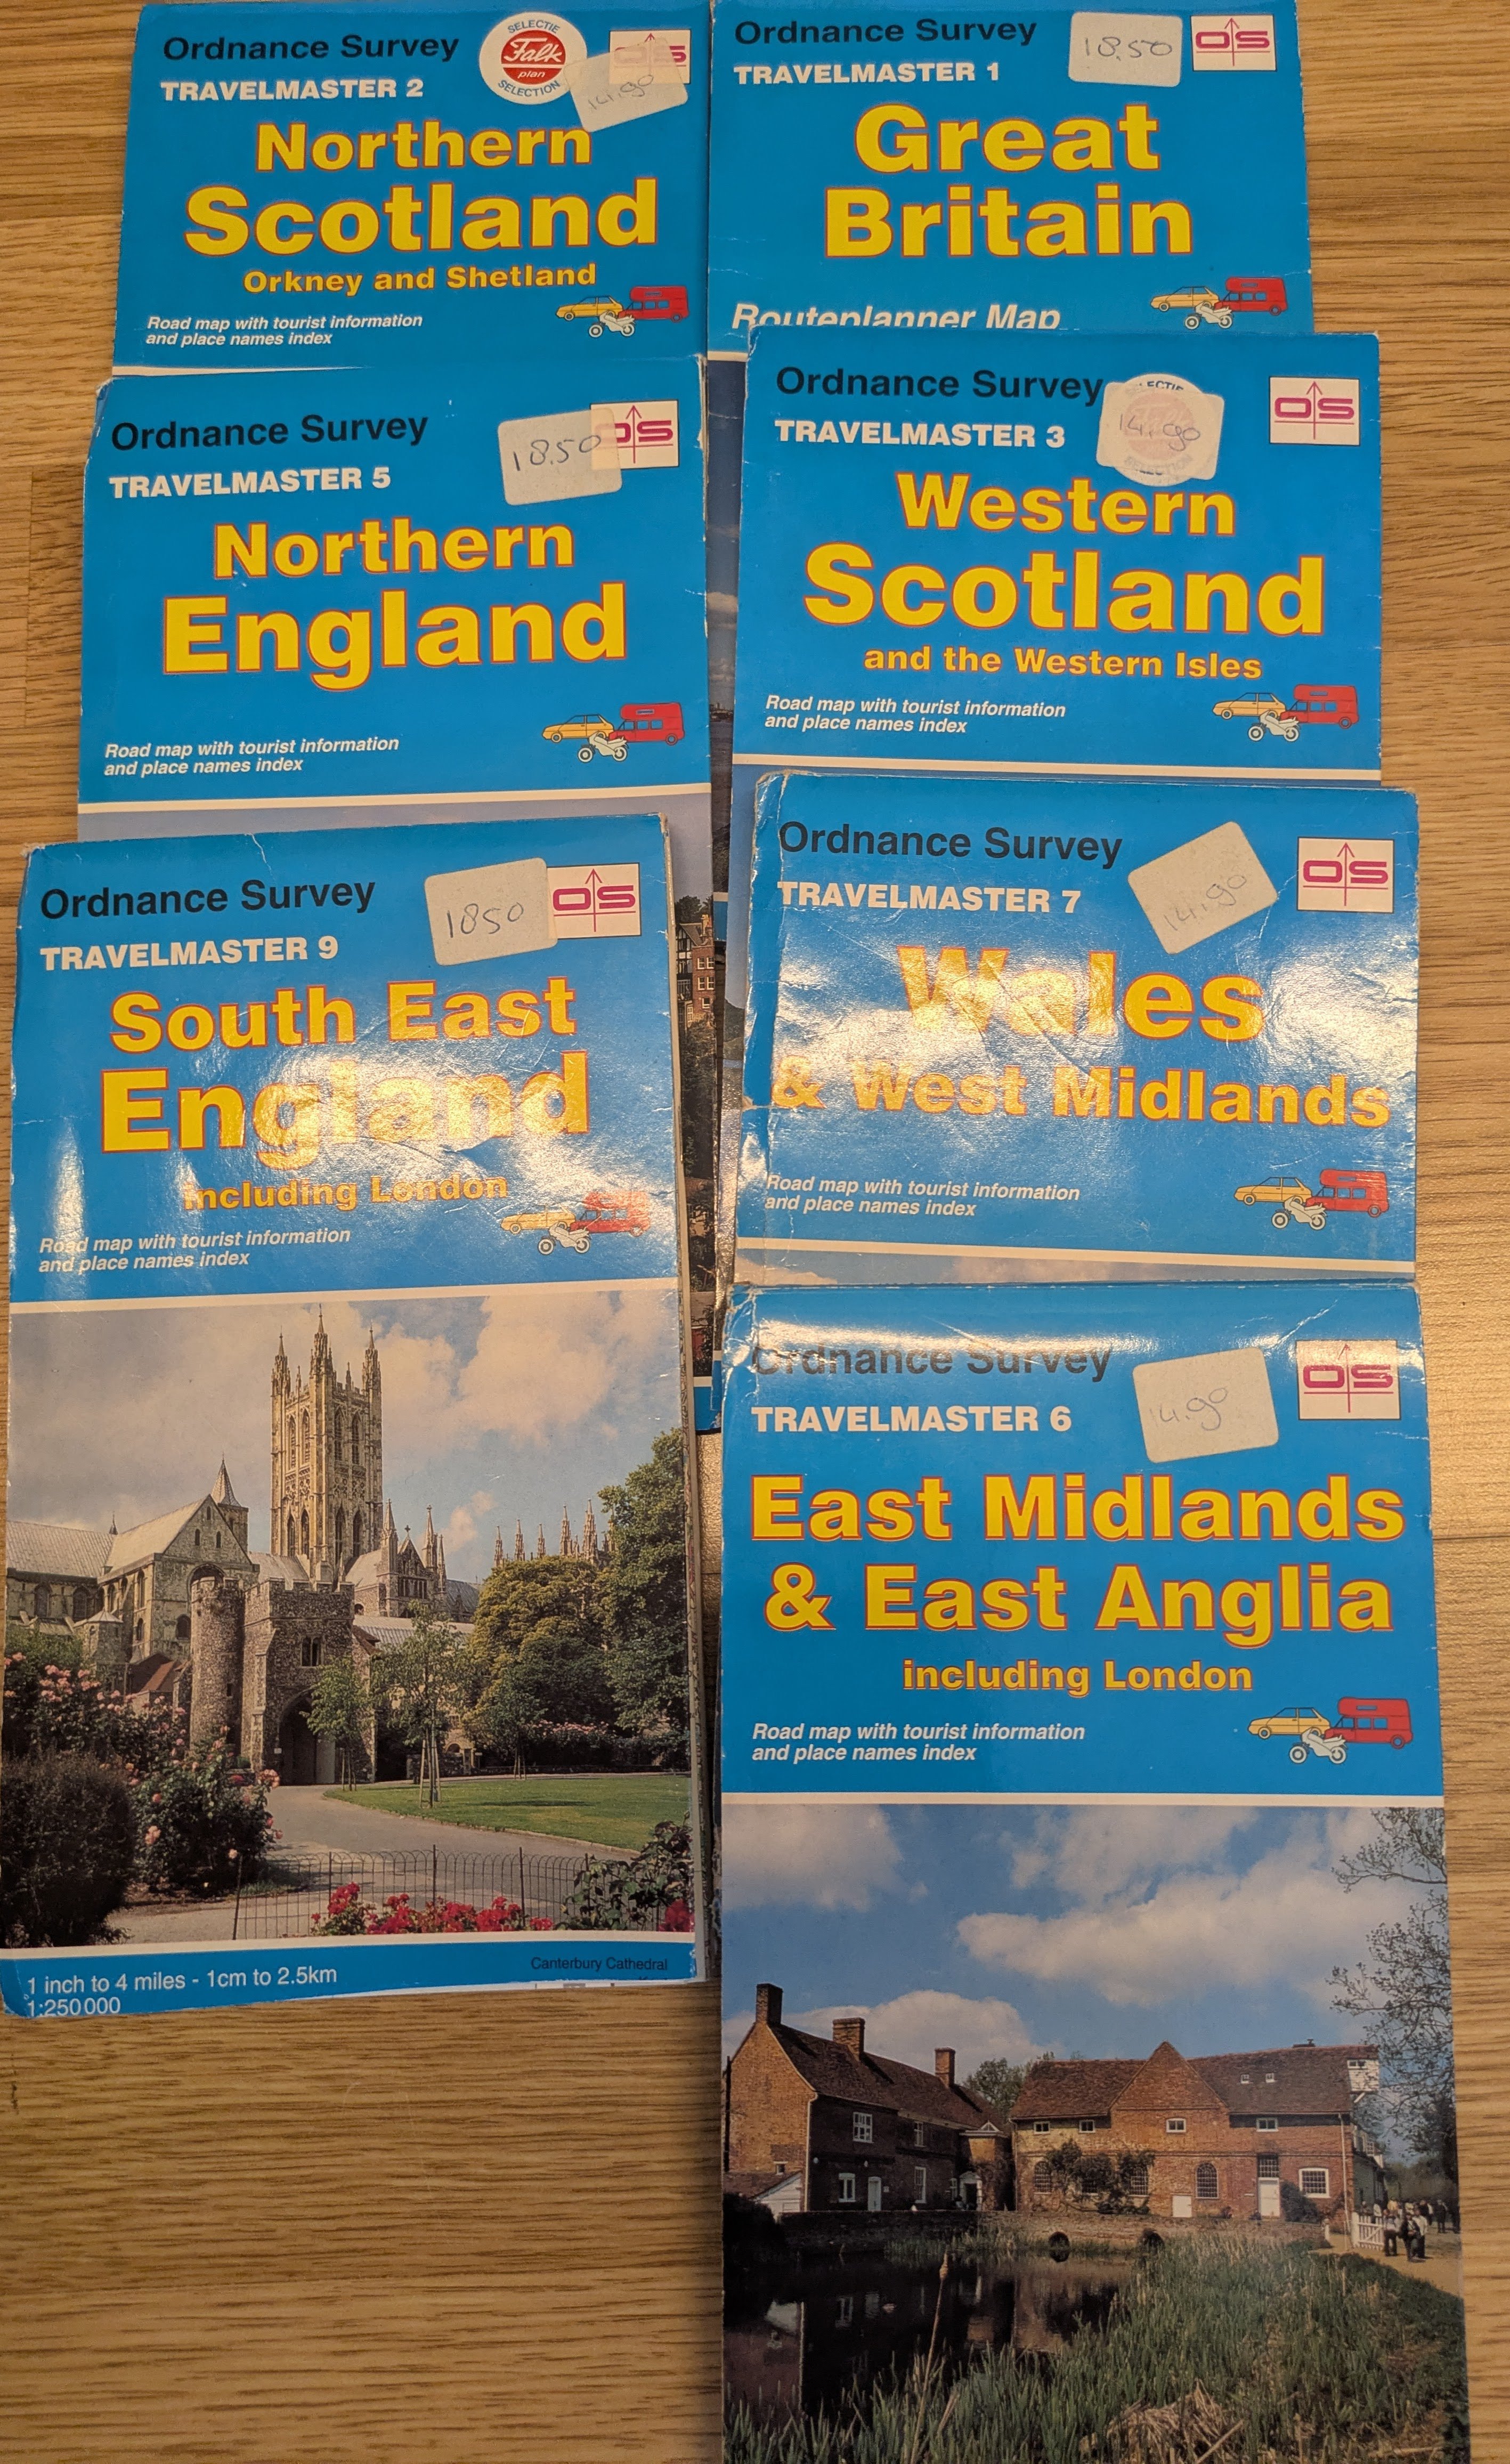 Ordnance Survey
SELECTIE
Falk
plan
SELECTION
OS
14.90
TRAVELMASTER 2
Northern
Scotland
Orkney and Shetland
Road map with tourist information
and place names index
Ordnance Survey
18.50
OS
TRAVELMASTER 1
Great
Britain
Routeplanner Map
Ordnance Survey
18.50
OS
TRAVELMASTER 5
Northern
England
Road map with tourist information
and place names index
Ordnance Survey
14.90
OS
TRAVELMASTER 3
Western
Scotland
and the Western Isles
Road map with tourist information
and place names index
Ordnance Survey
1850
OS
TRAVELMASTER 9
South East
England
including London
Road map with tourist information
and place names index
Canterbury Cathedral
1 inch to 4 miles - 1cm to 2.5km
1:250 000
Ordnance Survey
14.90
OS
TRAVELMASTER 7
Wales
& West Midlands
Road map with tourist information
and place names index
Ordnance Survey
14.90
OS
TRAVELMASTER 6
East Midlands
& East Anglia
including London
Road map with tourist information
and place names index